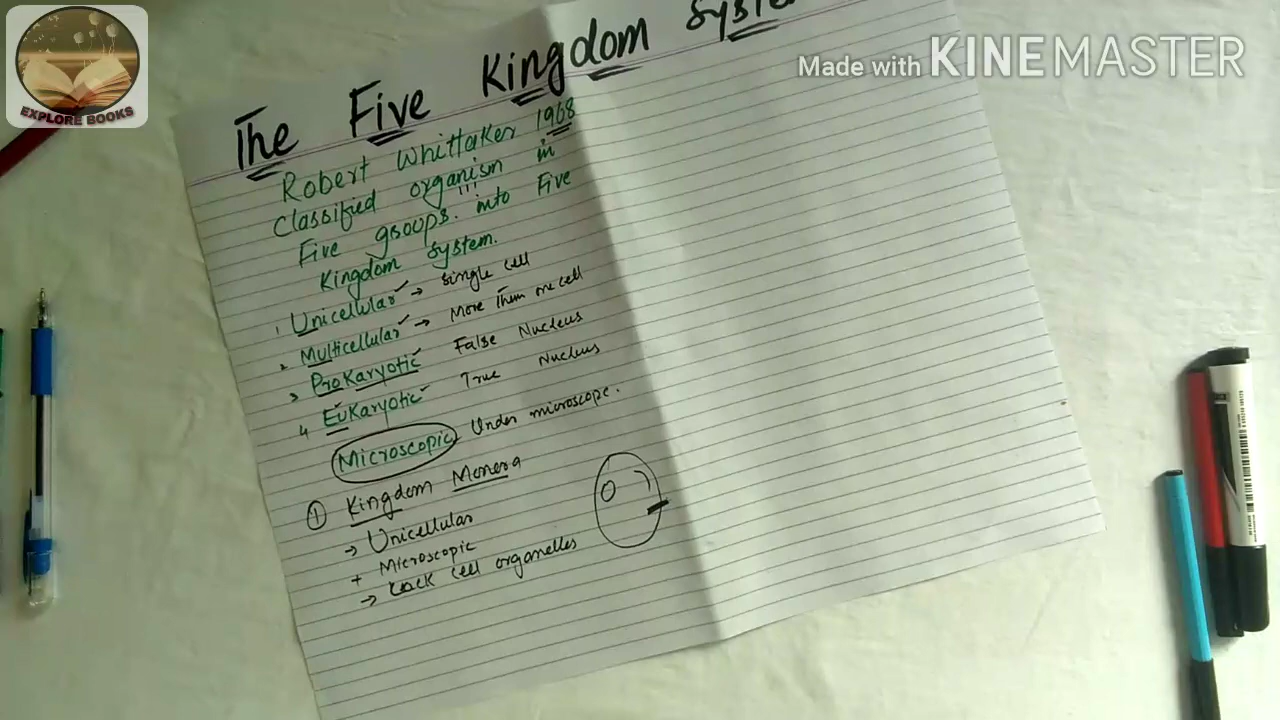 EXPLORE BOOKS
Made with KINEMASTER
The Five Kingdom System
Robert Whittaker 1968
classified organism in
Five groups. into Five
Kingdom system.
1 Unicellular → single cell
2 Multicellular → More Then one cell
3 Prokaryotic False Nucleus
4 Eukaryotic True Nucleus
Microscopic Under microscope.
① Kingdom Monera
→ Unicellular
+ Microscopic
→ Lack cell organelles